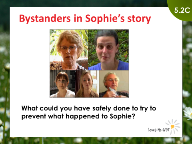 5.2C
Bystanders in Sophie's story
What could you have safely done to try to
prevent what happened to Sophie?